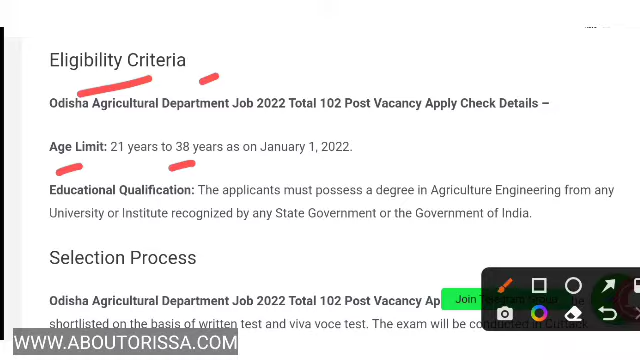 Eligibility Criteria
Odisha Agricultural Department Job 2022 Total 102 Post Vacancy Apply Check Details –
Age Limit: 21 years to 38 years as on January 1, 2022.
Educational Qualification: The applicants must possess a degree in Agriculture Engineering from any
University or Institute recognized by any State Government or the Government of India.
Selection Process
Odisha Agricultural Department Job 2022 Total 102 Post Vacancy Ap
Join Telegram Group
shortlisted on the basis of written test and viva voce test. The exam will be conducted in Cuttack
WWW.ABOUTORISSA.COM